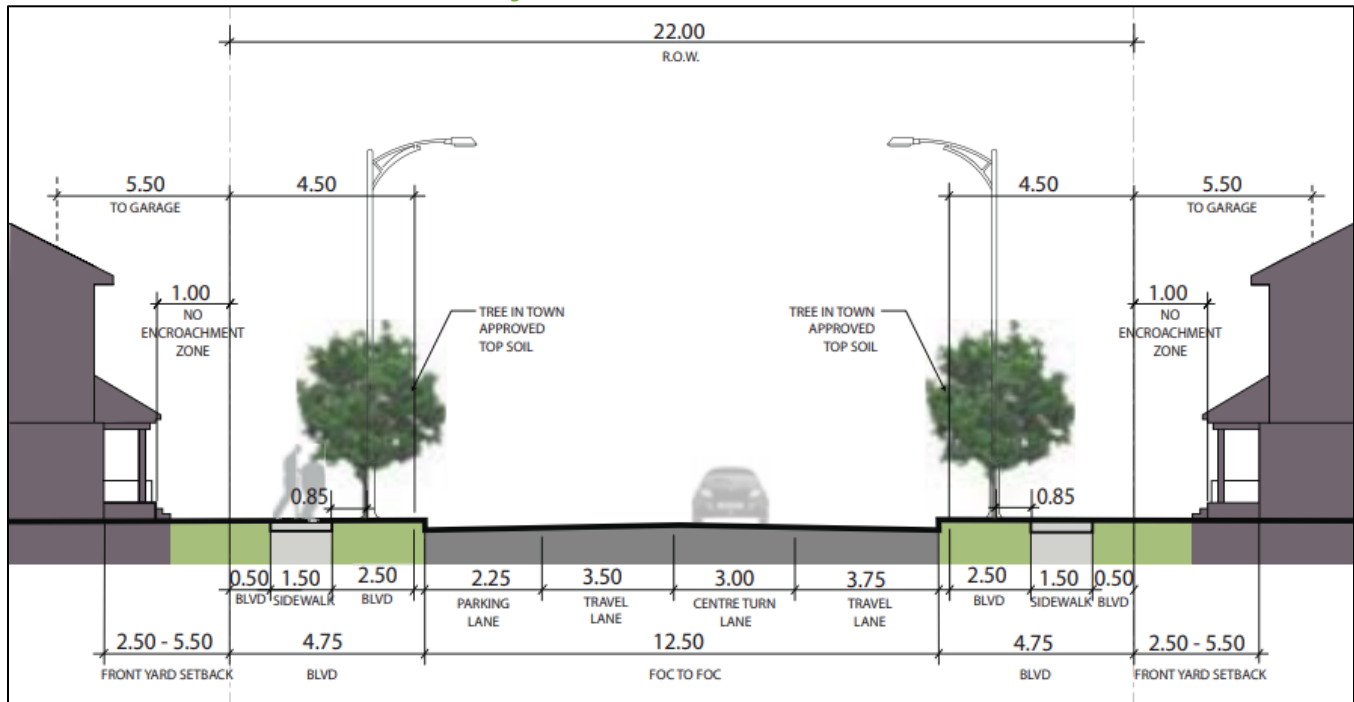 22.00
R.O.W.
5.50
TO GARAGE
4.50
4.50
5.50
TO GARAGE
1.00
NO
ENCROACHMENT
ZONE
TREE IN TOWN
APPROVED
TOP SOIL
TREE IN TOWN
APPROVED
TOP SOIL
1.00
NO
ENCROACHMENT
ZONE
0.85
0.85
0.50
BLVD
1.50
SIDEWALK
2.50
BLVD
2.25
PARKING
LANE
3.50
TRAVEL
LANE
3.00
CENTRE TURN
LANE
3.75
TRAVEL
LANE
2.50
BLVD
1.50
SIDEWALK
0.50
BLVD
2.50 - 5.50
FRONT YARD SETBACK
4.75
BLVD
12.50
FOC TO FOC
4.75
BLVD
2.50 - 5.50
FRONT YARD SETBACK